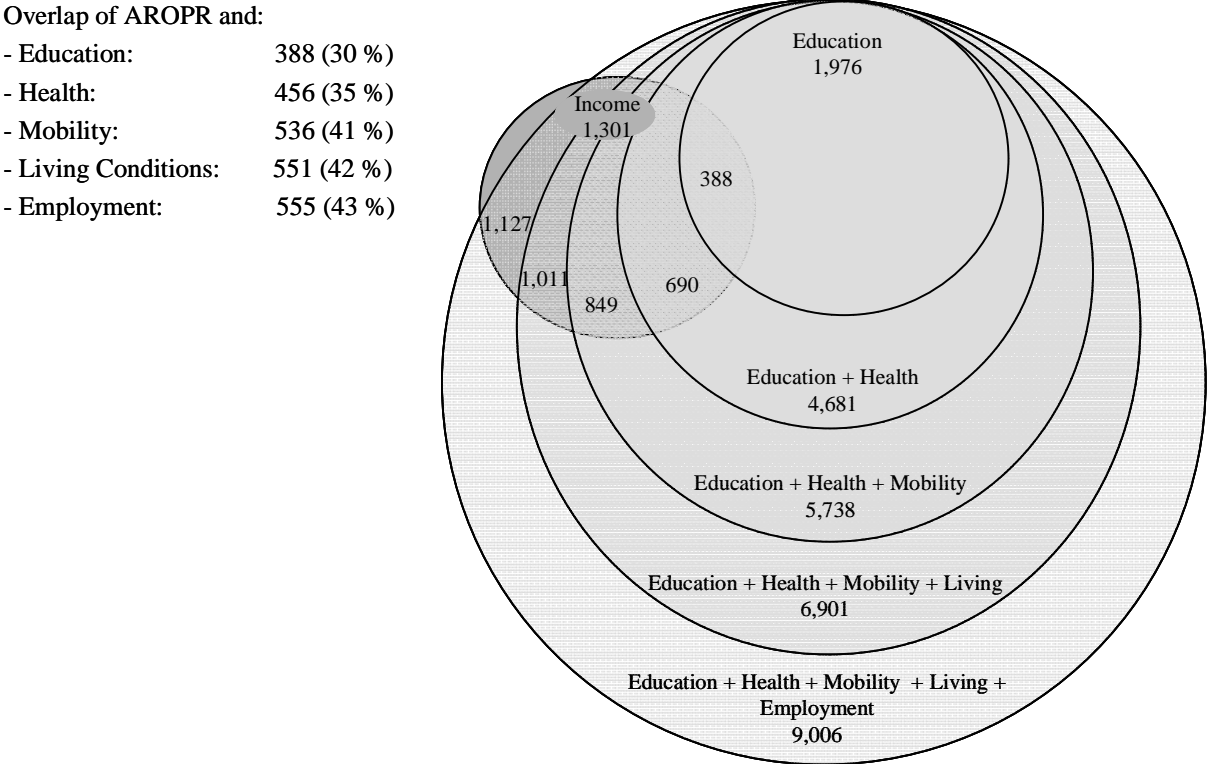 Overlap of AROPR and:
- Education: 388 (30 %)
- Health: 456 (35 %)
- Mobility: 536 (41 %)
- Living Conditions: 551 (42 %)
- Employment: 555 (43 %)
Education
1,976
Income
1,301
388
1,127
1,011
849
690
Education + Health
4,681
Education + Health + Mobility
5,738
Education + Health + Mobility + Living
6,901
Education + Health + Mobility + Living +
Employment
9,006